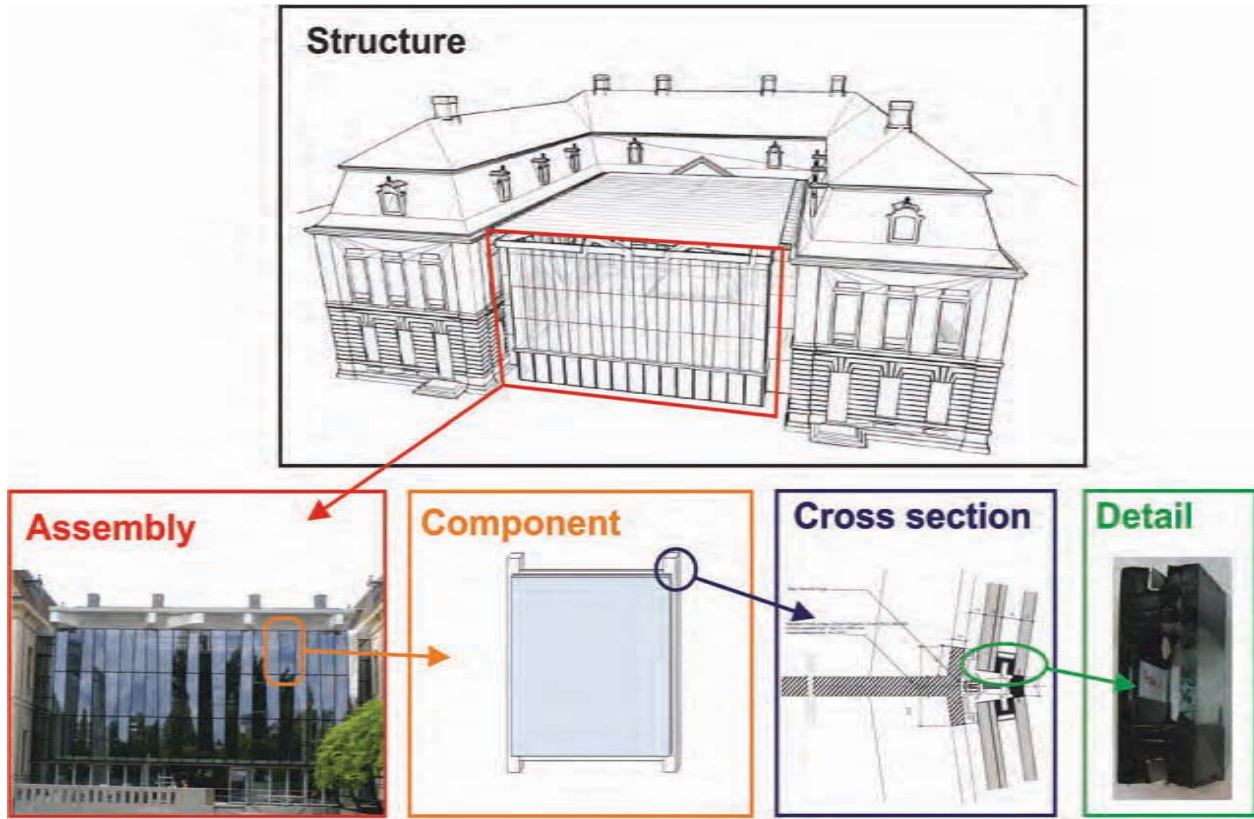 Structure
Assembly
Component
Cross section
Detail